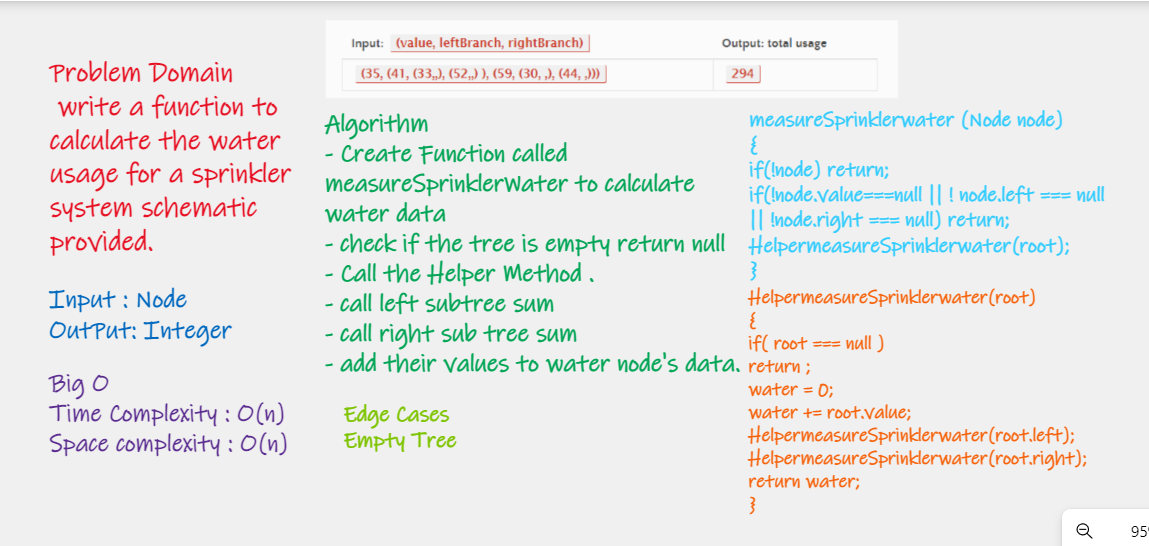 Input: (value, leftBranch, rightBranch)
Output: total usage
(35, (41, (33,,), (52,,) ), (59, (30, ,), (44, ,)))
294
Problem Domain
write a function to
calculate the water
usage for a sprinkler
system schematic
provided.
Input : Node
OutPut: Integer
Big O
Time Complexity : O(n)
Space complexity : O(n)
Algorithm
- Create Function called
measureSprinklerWater to calculate
water data
- check if the tree is empty return null
- Call the Helper Method .
- call left subtree sum
- call right sub tree sum
- add their values to water node's data.
Edge Cases
Empty Tree
measureSprinklerwater (Node node)
{
if(!node) return;
if(!node.value===null || ! node.left === null
|| !node.right === null) return;
HelpermeasureSprinklerwater(root);
}
HelpermeasureSprinklerwater(root)
{
if( root === null )
return ;
water = 0;
water += root.value;
HelpermeasureSprinklerwater(root.left);
HelpermeasureSprinklerwater(root.right);
return water;
}